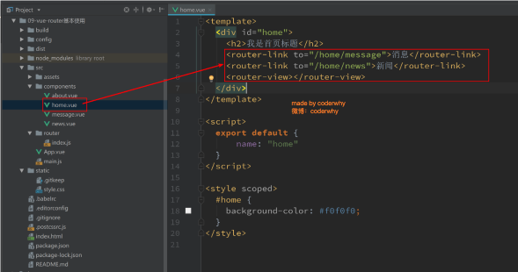 Project
09-vue-router基本使用
build
config
dist
node_modules library root
src
assets
components
about.vue
home.vue
message.vue
news.vue
router
index.js
App.vue
main.js
static
.gitkeep
style.css
.babelrc
.editorconfig
.gitignore
.postcssrc.js
index.html
package.json
package-lock.json
README.md
home.vue
1 <template>
2 <div id="home">
3 <h2>我是首页标题</h2>
4 <router-link to="/home/message">消息</router-link>
5 <router-link to="/home/news">新闻</router-link>
6 <router-view></router-view>
7 </div>
8 </template>
9
10 <script>
11 export default {
12 name: "home"
13 }
14 </script>
15
16 <style scoped>
17 #home {
18 background-color: #f0f0f0;
19 }
20 </style>
21
made by coderwhy
微博: coderwhy